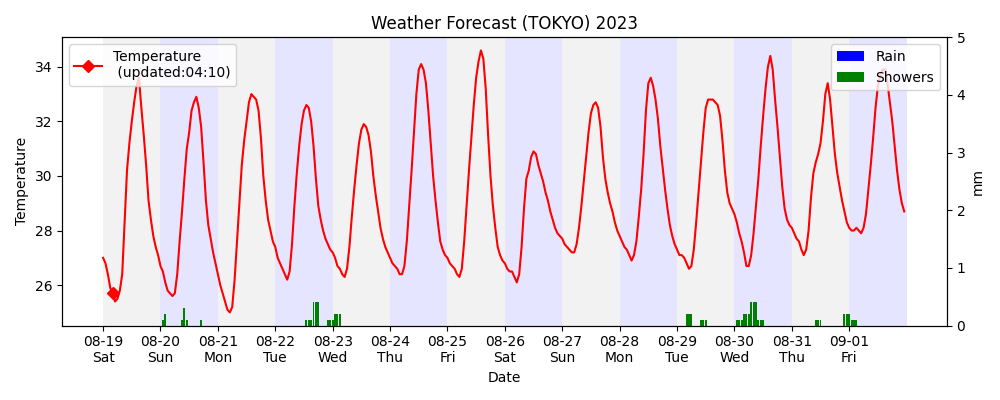 Weather Forecast (TOKYO) 2023
Temperature
(updated:04:10)
Rain
Showers
Temperature
34
32
30
28
26
5
4
3
2
1
0
mm
08-19 08-20 08-21 08-22 08-23 08-24 08-25 08-26 08-27 08-28 08-29 08-30 08-31 09-01
Sat Sun Mon Tue Wed Thu Fri Sat Sun Mon Tue Wed Thu Fri
Date